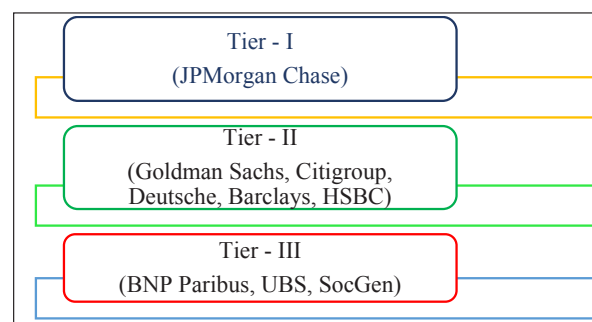 Tier - I
(JPMorgan Chase)
Tier - II
(Goldman Sachs, Citigroup,
Deutsche, Barclays, HSBC)
Tier - III
(BNP Paribus, UBS, SocGen)